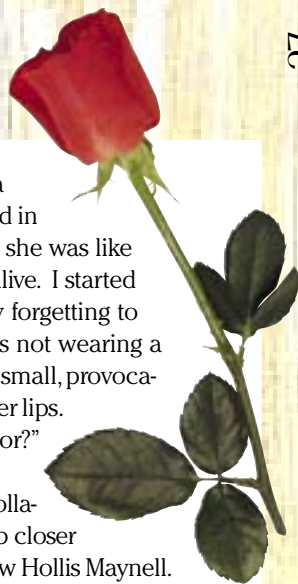 a
d in
she was like
live. I started
y forgetting to
s not wearing a
small, provoca-
er lips.
or?”
olla-
o closer
w Hollis Maynell.